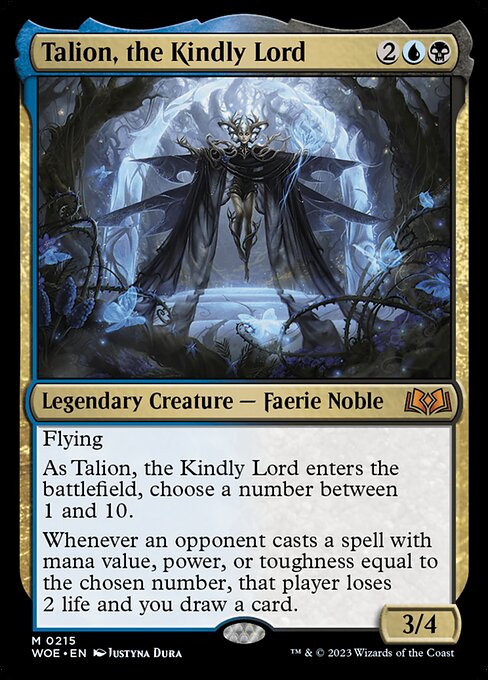 Talion, the Kindly Lord 2
Legendary Creature — Faerie Noble
Flying
As Talion, the Kindly Lord enters the
battlefield, choose a number between
1 and 10.
Whenever an opponent casts a spell with
mana value, power, or toughness equal to
the chosen number, that player loses
2 life and you draw a card.
3/4
M 0215
WOE • EN Justyna Dura
™ & © 2023 Wizards of the Coast